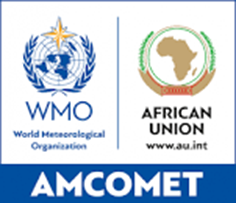 WMO
World Meteorological
Organization
AFRICAN
UNION
www.au.int
AMCOMET